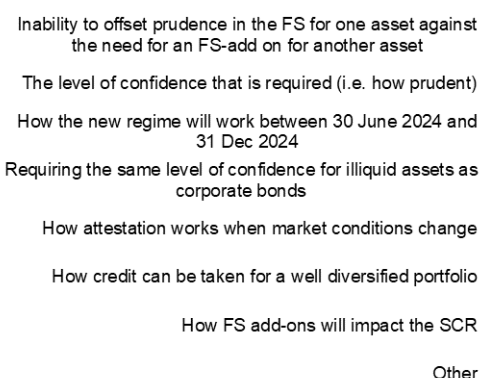 Inability to offset prudence in the FS for one asset against
the need for an FS-add on for another asset
The level of confidence that is required (i.e. how prudent)
How the new regime will work between 30 June 2024 and
31 Dec 2024
Requiring the same level of confidence for illiquid assets as
corporate bonds
How attestation works when market conditions change
How credit can be taken for a well diversified portfolio
How FS add-ons will impact the SCR
Other